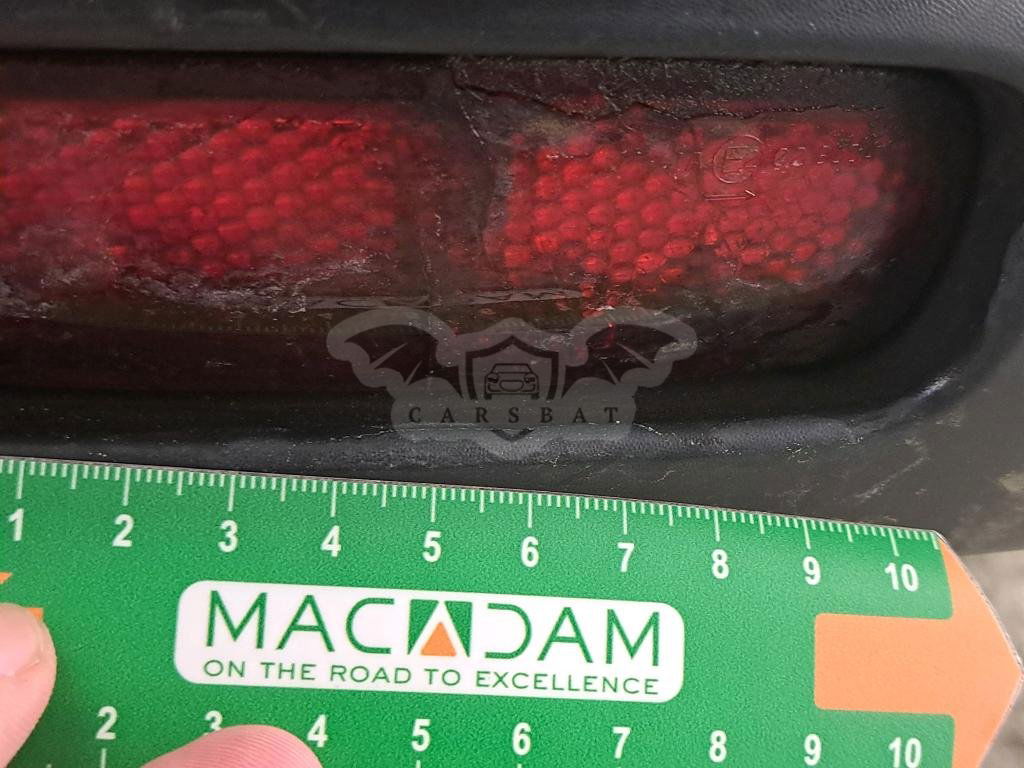 E
CARSBAT
1 2 3 4 5 6 7 8 9 10
MACADAM
ON THE ROAD TO EXCELLENCE
2 3 4 5 6 7 8 9 10